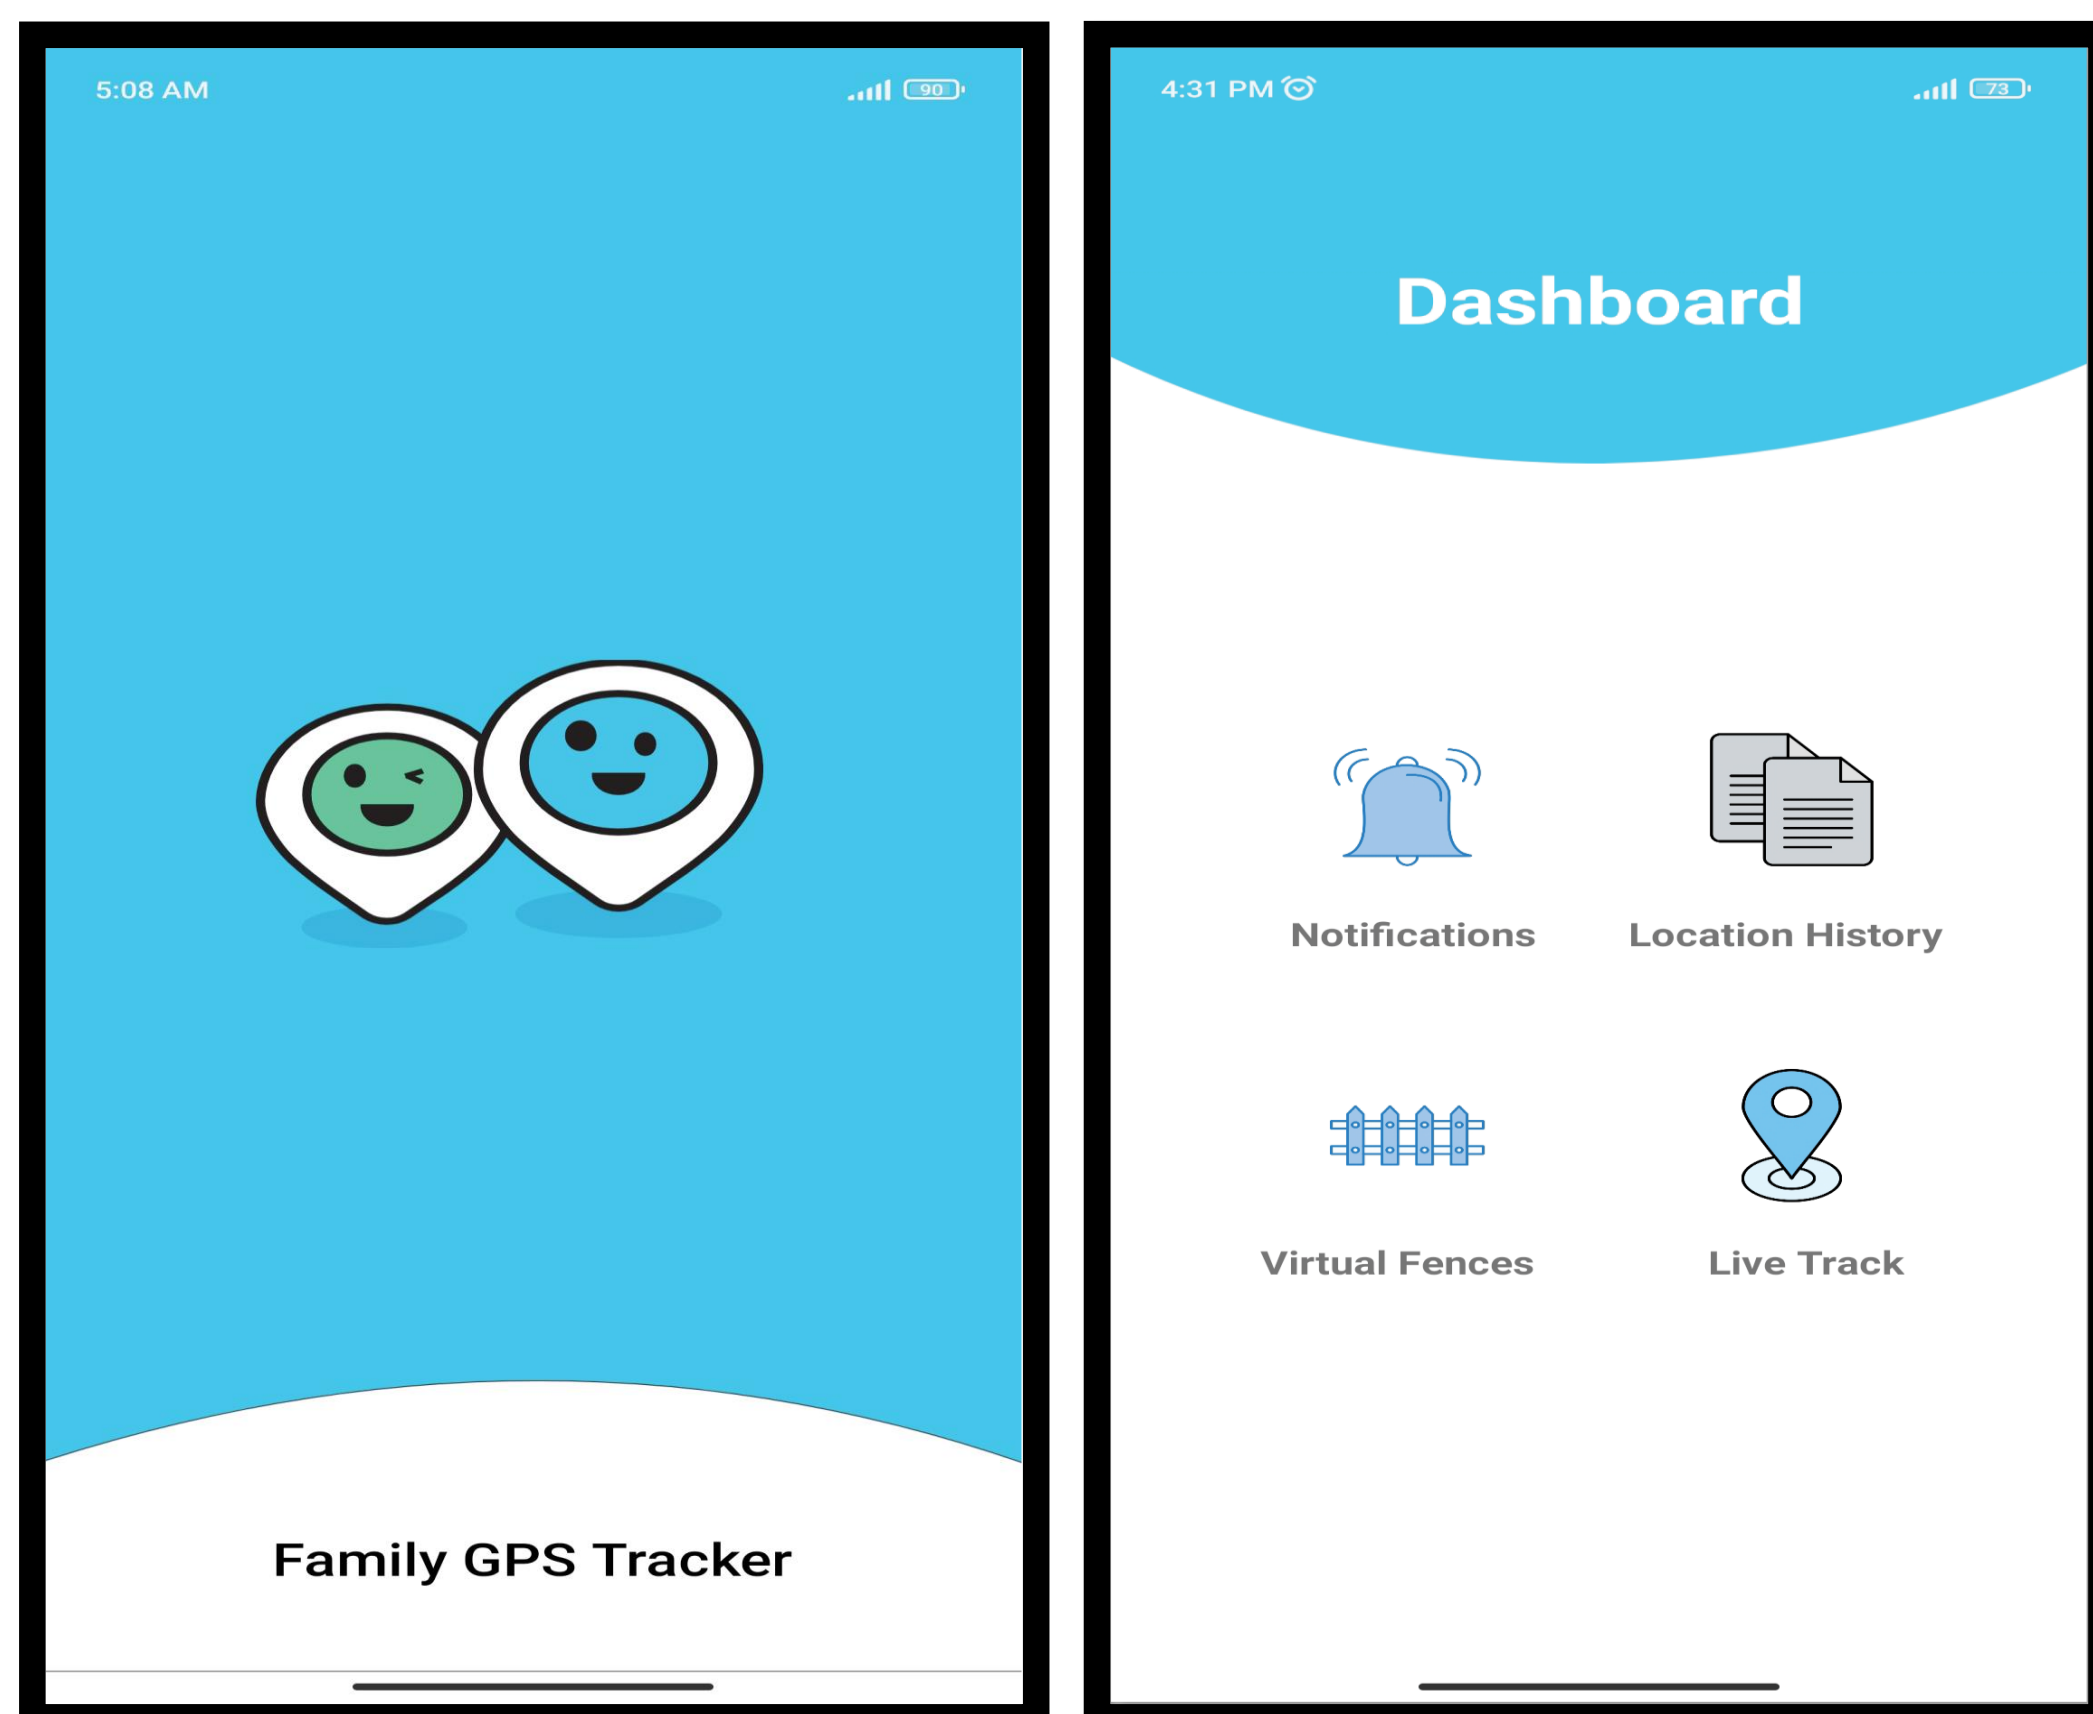 5:08 AM
90
Family GPS Tracker
4:31 PM
73
Dashboard
Notifications
Location History
Virtual Fences
Live Track